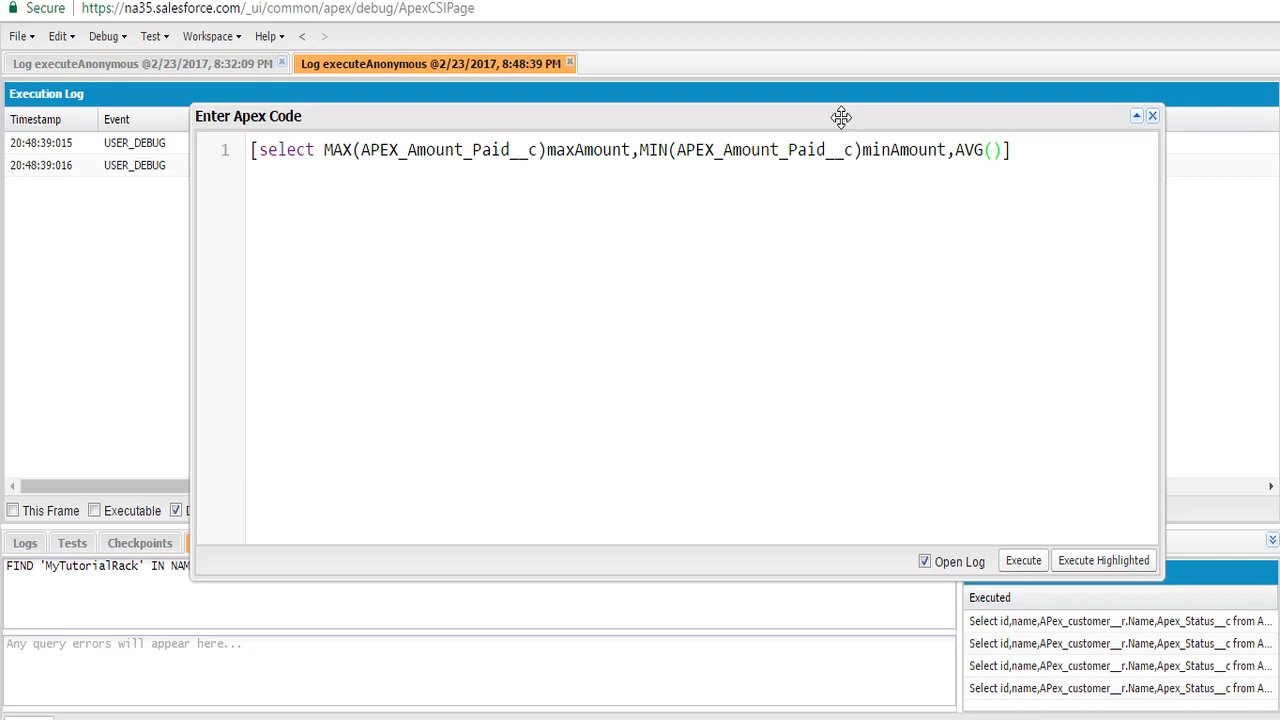 Secure https://na35.salesforce.com/_ui/common/apex/debug/ApexCSIPage
File Edit Debug Test Workspace Help < >
Log executeAnonymous @2/23/2017, 8:32:09 PM Log executeAnonymous @2/23/2017, 8:48:39 PM
Execution Log
Timestamp Event
20:48:39:015 USER_DEBUG
20:48:39:016 USER_DEBUG
Enter Apex Code
1 [select MAX(APEX_Amount_Paid__c)maxAmount,MIN(APEX_Amount_Paid__c)minAmount,AVG()]
Open Log Execute Execute Highlighted
This Frame Executable
Logs Tests Checkpoints
FIND 'MyTutorialRack' IN NAM
Any query errors will appear here...
Executed
Select id,name,APex_customer__r.Name,Apex_Status__c from A...
Select id,name,APex_customer__r.Name,Apex_Status__c from A...
Select id,name,APex_customer__r.Name,Apex_Status__c from A...
Select id,name,APex_customer__r.Name,Apex_Status__c from A...